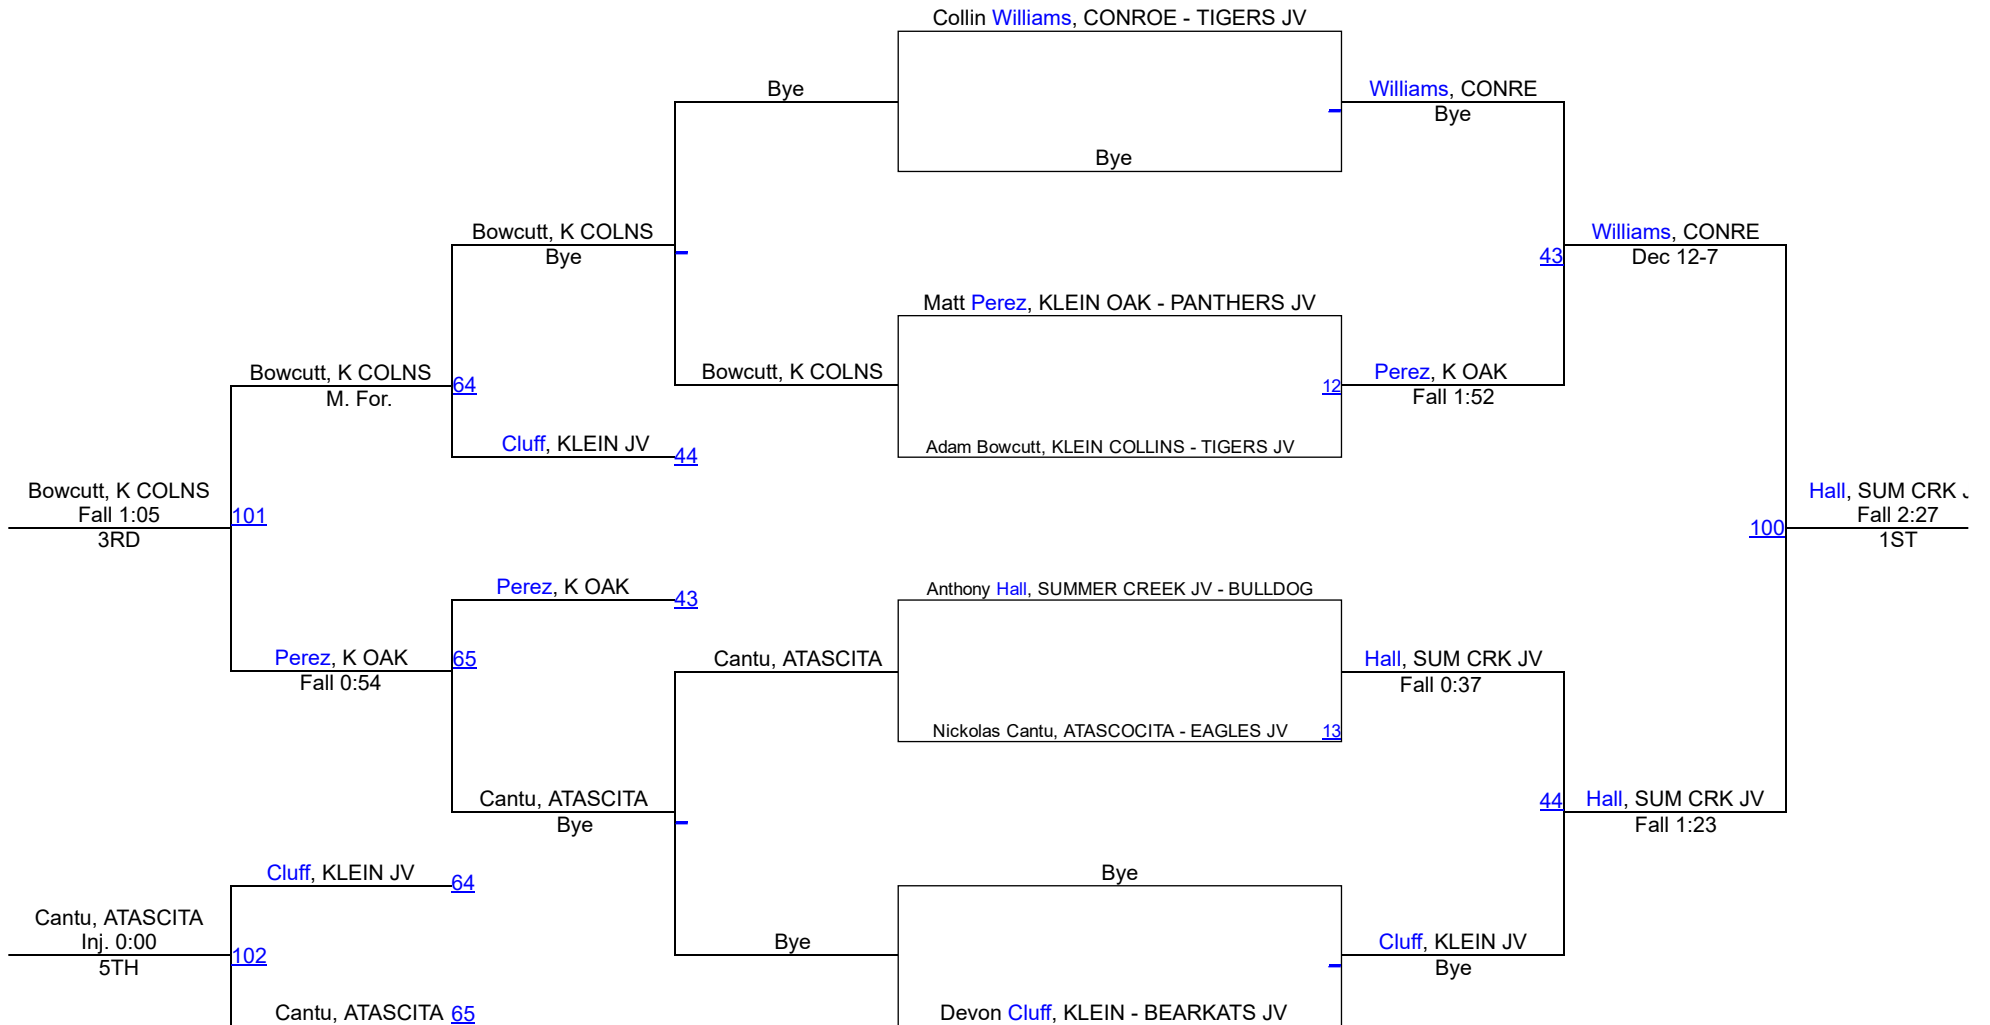 Collin Williams, CONROE - TIGERS JV
Bye
Williams, CONRE
Bye
Bye
Bowcutt, K COLNS
Bye
Williams, CONRE
43
Dec 12-7
Matt Perez, KLEIN OAK - PANTHERS JV
Bowcutt, K COLNS
M. For.
64
Bowcutt, K COLNS
12
Perez, K OAK
Fall 1:52
Cluff, KLEIN JV
44
Adam Bowcutt, KLEIN COLLINS - TIGERS JV
Bowcutt, K COLNS
Fall 1:05
3RD
101
Hall, SUM CRK
Fall 2:27
1ST
100
Perez, K OAK
43
Anthony Hall, SUMMER CREEK JV - BULLDOG
Perez, K OAK
Fall 0:54
65
Cantu, ATASCITA
Hall, SUM CRK JV
Fall 0:37
Nickolas Cantu, ATASCOCITA - EAGLES JV
13
Cantu, ATASCITA
Bye
44
Hall, SUM CRK JV
Fall 1:23
Cluff, KLEIN JV
64
Bye
Cantu, ATASCITA
Inj. 0:00
5TH
102
Bye
Cluff, KLEIN JV
Bye
Cantu, ATASCITA
65
Devon Cluff, KLEIN - BEARKATS JV